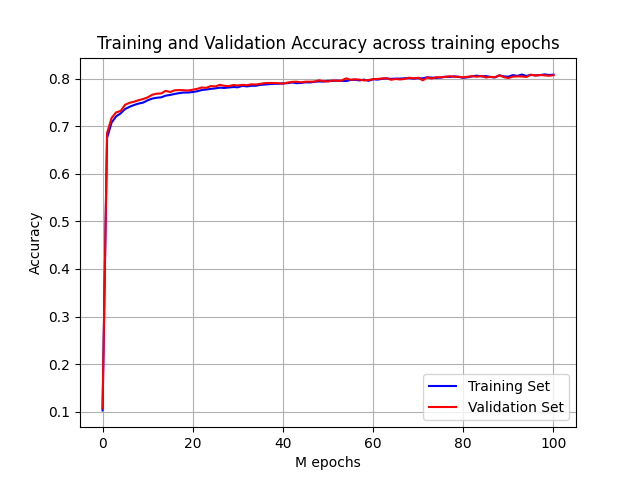 Training and Validation Accuracy across training epochs
0.8
0.7
0.6
0.5
0.4
0.3
0.2
0.1
Accuracy
Training Set
Validation Set
0 20 40 60 80 100
M epochs